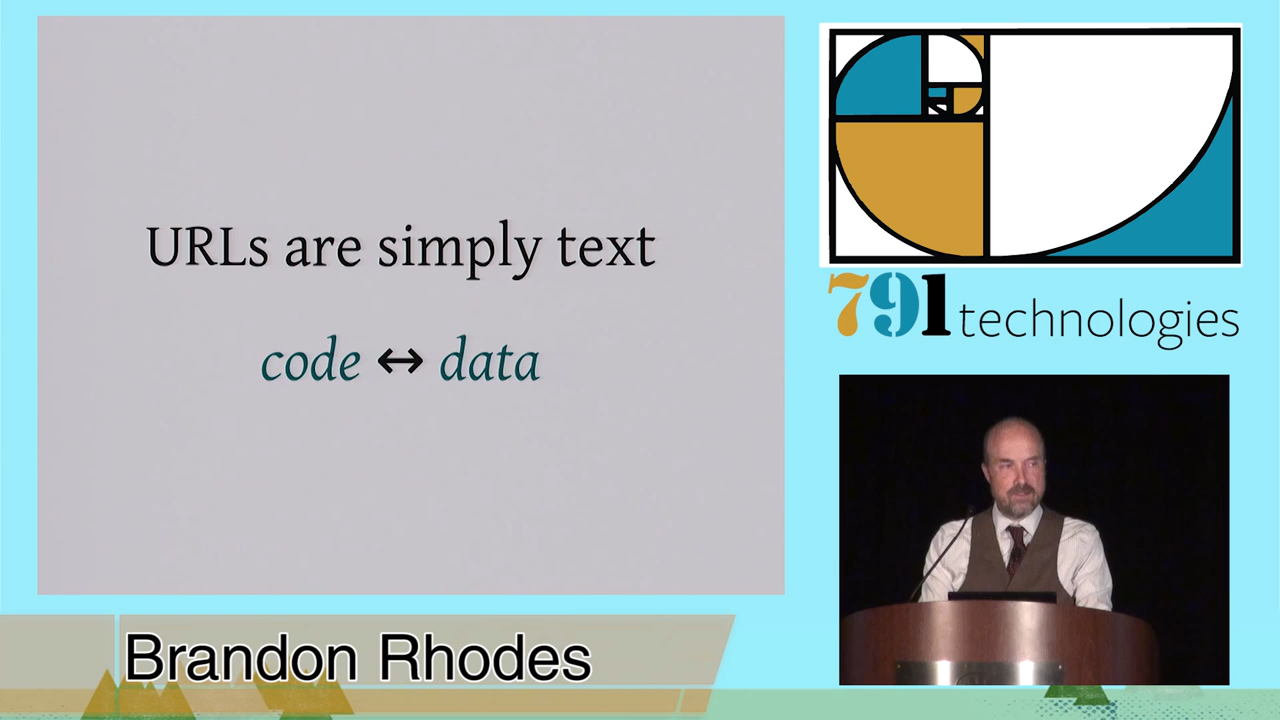 URLs are simply text
code ↔ data
791 technologies
Brandon Rhodes